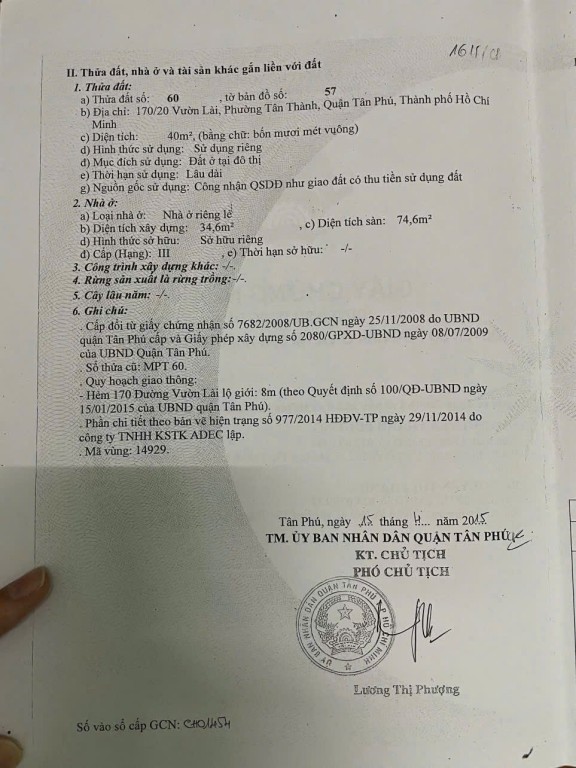 II. Thửa đất, nhà ở và tài sản khác gắn liền với đất
1. Thửa đất:
a) Thửa đất số: 60 , tờ bản đồ số: 57
b) Địa chỉ: 170/20 Vườn Lài, Phường Tân Thành, Quận Tân Phú, Thành phố Hồ Chí
Minh
c) Diện tích: 40m², (bằng chữ: bốn mươi mét vuông)
d) Hình thức sử dụng: Sử dụng riêng
đ) Mục đích sử dụng: Đất ở tại đô thị
e) Thời hạn sử dụng: Lâu dài
g) Nguồn gốc sử dụng: Công nhận QSDĐ như giao đất có thu tiền sử dụng đất
2. Nhà ở:
a) Loại nhà ở: Nhà ở riêng lẻ
b) Diện tích xây dựng: 34,6m² , c) Diện tích sàn: 74,6m²
d) Hình thức sở hữu: Sở hữu riêng
đ) Cấp (Hạng): III , e) Thời hạn sở hữu: -/-
3. Công trình xây dựng khác: -/-.
4. Rừng sản xuất là rừng trồng:-/-.
5. Cây lâu năm: -/-.
6. Ghi chú:
. Cấp đổi từ giấy chứng nhận số 7682/2008/UB.GCN ngày 25/11/2008 do UBND
quận Tân Phú cấp và Giấy phép xây dựng số 2080/GPXD-UBND ngày 08/07/2009
của UBND Quận Tân Phú.
. Số thửa cũ: MPT 60.
. Quy hoạch giao thông:
- Hẻm 170 Đường Vườn Lài lộ giới: 8m (theo Quyết định số 100/QĐ-UBND ngày
15/01/2015 của UBND quận Tân Phú).
. Phần chi tiết theo bản vẽ hiện trạng số 977/2014 HĐDV-TP ngày 29/11/2014 do
công ty TNHH KSTK ADEC lập.
. Mã vùng: 14929.
Tân Phú, ngày 15 tháng 4... năm 2015
TM. ỦY BAN NHÂN DÂN QUẬN TÂN PHÚ
KT. CHỦ TỊCH
PHÓ CHỦ TỊCH
ỦY BAN NHÂN DÂN QUẬN TÂN PHÚ TP HỒ CHÍ MINH
Lương Thị Phượng
Số vào sổ cấp GCN: CH01454